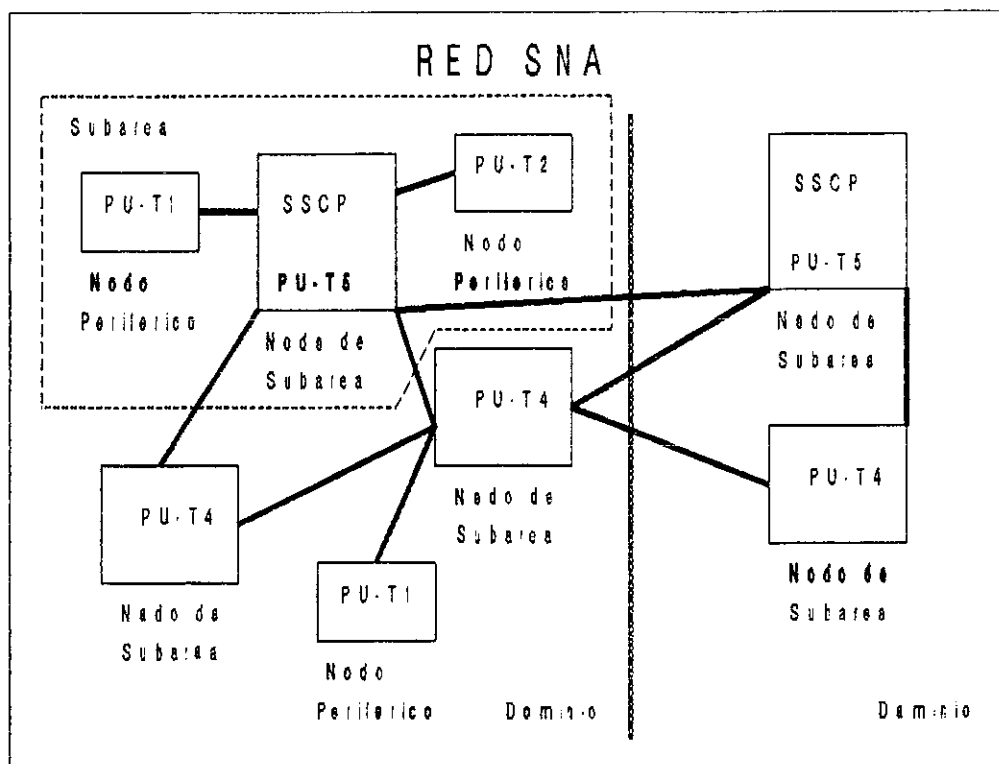 RED SNA
Subarea
PU-T1
Nodo
Periferico
SSCP
PU-T5
Nodo de
Subarea
PU-T2
Nodo
Periferico
SSCP
PU-T5
Nodo de
Subarea
PU-T4
Nodo de
Subarea
PU-T4
Nodo de
Subarea
PU-T4
Nodo de
Subarea
PU-T1
Nodo
Periferico
Dominio
Dominio